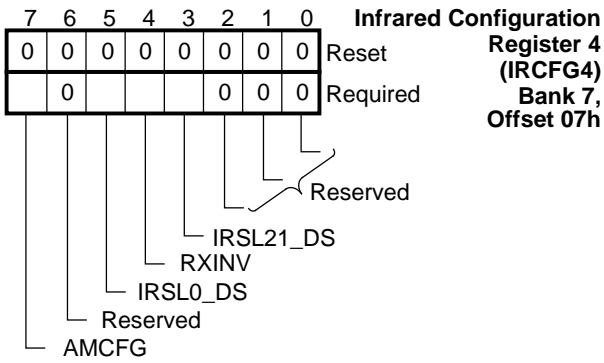 7 6 5 4 3 2 1 0
Infrared Configuration
Register 4
(IRCFG4)
Bank 7,
Offset 07h
0 0 0 0 0 0 0 0 Reset
0 0 0 0 Required
Reserved
IRSL21_DS
RXINV
IRSL0_DS
Reserved
AMCFG